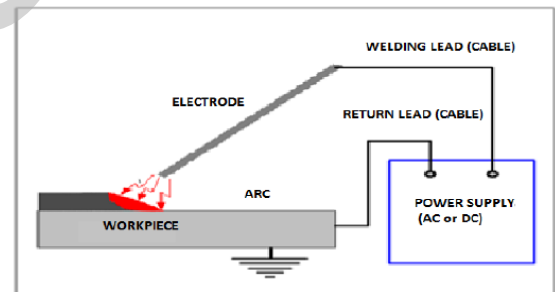 WELDING LEAD (CABLE)
ELECTRODE
RETURN LEAD (CABLE)
ARC
WORKPIECE
POWER SUPPLY
(AC or DC)